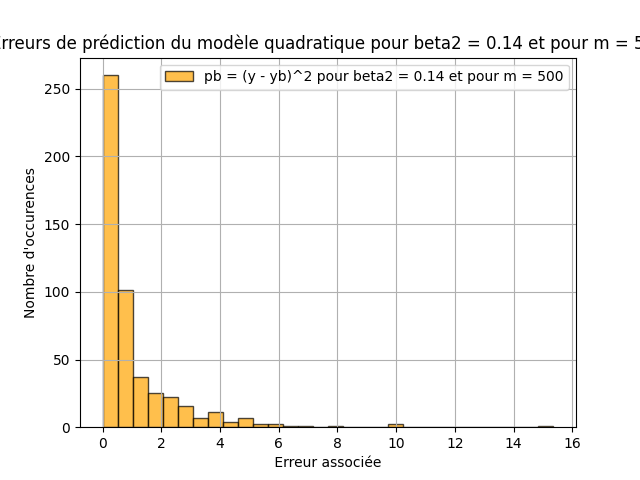 rreurs de prédiction du modèle quadratique pour beta2 = 0.14 et pour m = 5
pb = (y - yb)^2 pour beta2 = 0.14 et pour m = 500
Nombre d'occurences
250
200
150
100
50
0
0 2 4 6 8 10 12 14 16
Erreur associée